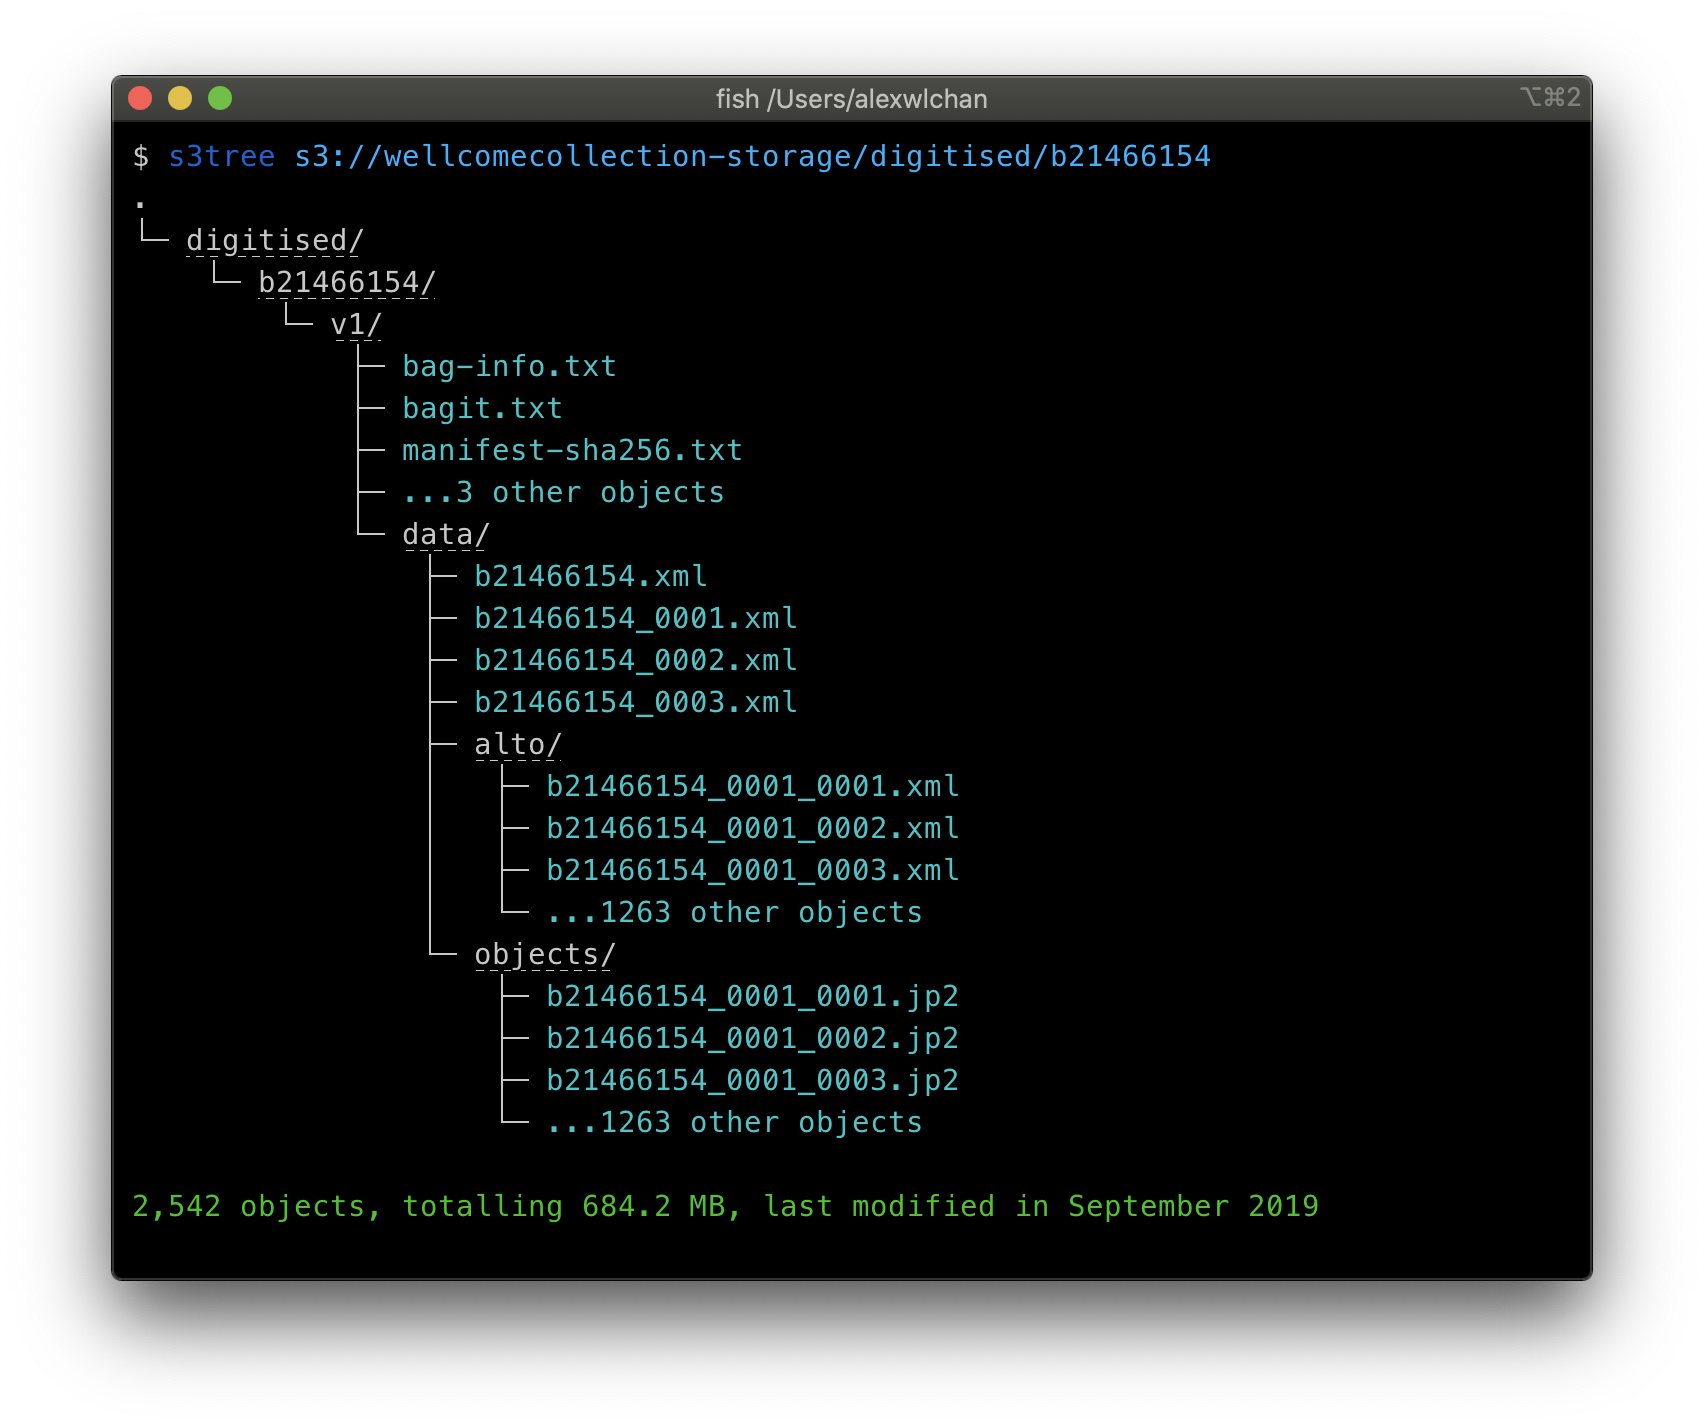 fish /Users/alexwlchan ⌥⌘2
$ s3tree s3://wellcomecollection-storage/digitised/b21466154
.
└─ digitised/
└─ b21466154/
└─ v1/
├─ bag-info.txt
├─ bagit.txt
├─ manifest-sha256.txt
├─ ...3 other objects
└─ data/
├─ b21466154.xml
├─ b21466154_0001.xml
├─ b21466154_0002.xml
├─ b21466154_0003.xml
├─ alto/
├─ b21466154_0001_0001.xml
├─ b21466154_0001_0002.xml
├─ b21466154_0001_0003.xml
└─ ...1263 other objects
└─ objects/
├─ b21466154_0001_0001.jp2
├─ b21466154_0001_0002.jp2
├─ b21466154_0001_0003.jp2
└─ ...1263 other objects
2,542 objects, totalling 684.2 MB, last modified in September 2019